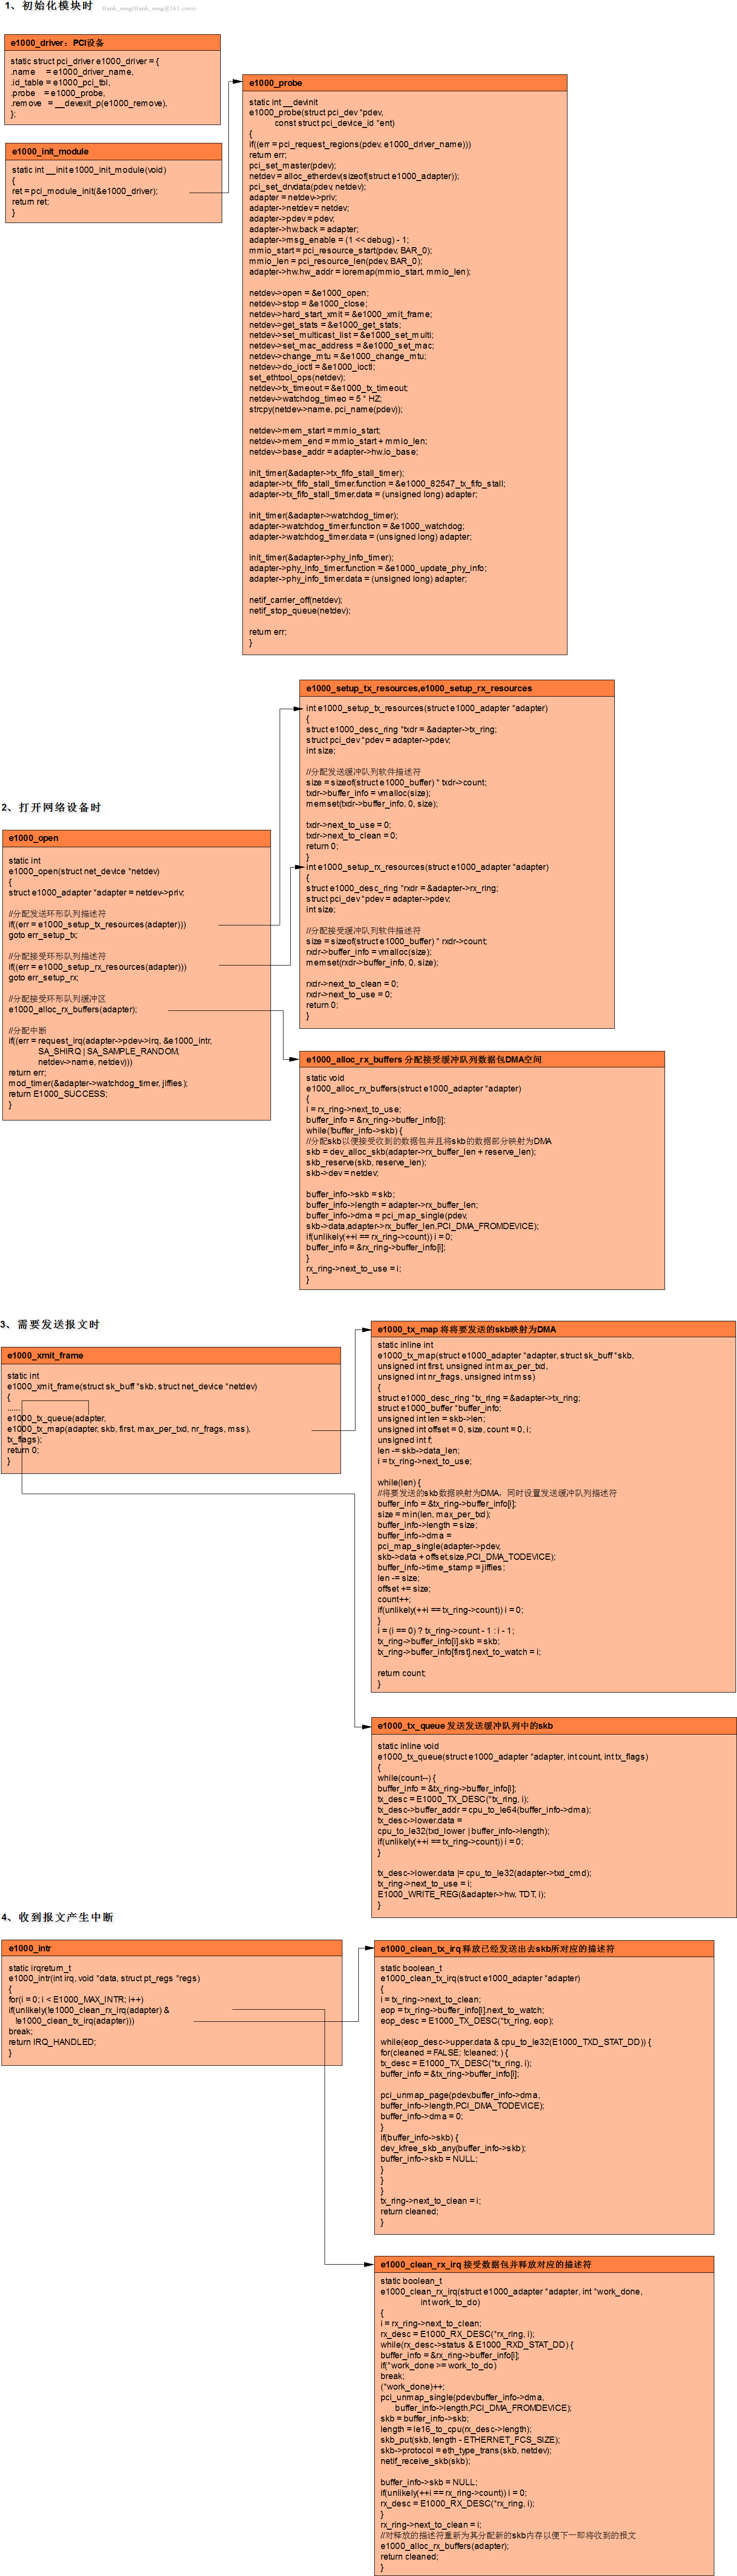 1、初始化模块时
frank_seng(frank_seng@163.com)
e1000_driver：PCI设备
static struct pci_driver e1000_driver = {
.name = e1000_driver_name,
.id_table = e1000_pci_tbl,
.probe = e1000_probe,
.remove = __devexit_p(e1000_remove),
};
e1000_init_module
static int __init e1000_init_module(void)
{
ret = pci_module_init(&e1000_driver);
return ret;
}
e1000_probe
static int __devinit
e1000_probe(struct pci_dev *pdev,
const struct pci_device_id *ent)
{
if((err = pci_request_regions(pdev, e1000_driver_name)))
return err;
pci_set_master(pdev);
netdev = alloc_etherdev(sizeof(struct e1000_adapter));
pci_set_drvdata(pdev, netdev);
adapter = netdev->priv;
adapter->netdev = netdev;
adapter->pdev = pdev;
adapter->hw.back = adapter;
adapter->msg_enable = (1 << debug) - 1;
mmio_start = pci_resource_start(pdev, BAR_0);
mmio_len = pci_resource_len(pdev, BAR_0);
adapter->hw.hw_addr = ioremap(mmio_start, mmio_len);
netdev->open = &e1000_open;
netdev->stop = &e1000_close;
netdev->hard_start_xmit = &e1000_xmit_frame;
netdev->get_stats = &e1000_get_stats;
netdev->set_multicast_list = &e1000_set_multi;
netdev->set_mac_address = &e1000_set_mac;
netdev->change_mtu = &e1000_change_mtu;
netdev->do_ioctl = &e1000_ioctl;
set_ethtool_ops(netdev);
netdev->tx_timeout = &e1000_tx_timeout;
netdev->watchdog_timeo = 5 * HZ;
strcpy(netdev->name, pci_name(pdev));
netdev->mem_start = mmio_start;
netdev->mem_end = mmio_start + mmio_len;
netdev->base_addr = adapter->hw.io_base;
init_timer(&adapter->tx_fifo_stall_timer);
adapter->tx_fifo_stall_timer.function = &e1000_82547_tx_fifo_stall;
adapter->tx_fifo_stall_timer.data = (unsigned long) adapter;
init_timer(&adapter->watchdog_timer);
adapter->watchdog_timer.function = &e1000_watchdog;
adapter->watchdog_timer.data = (unsigned long) adapter;
init_timer(&adapter->phy_info_timer);
adapter->phy_info_timer.function = &e1000_update_phy_info;
adapter->phy_info_timer.data = (unsigned long) adapter;
netif_carrier_off(netdev);
netif_stop_queue(netdev);
return err;
}
2、打开网络设备时
e1000_open
static int
e1000_open(struct net_device *netdev)
{
struct e1000_adapter *adapter = netdev->priv;
//分配发送环形队列描述符
if((err = e1000_setup_tx_resources(adapter)))
goto err_setup_tx;
//分配接受环形队列描述符
if((err = e1000_setup_rx_resources(adapter)))
goto err_setup_rx;
//分配接受环形队列缓冲区
e1000_alloc_rx_buffers(adapter);
//分配中断
if((err = request_irq(adapter->pdev->irq, &e1000_intr,
SA_SHIRQ | SA_SAMPLE_RANDOM,
netdev->name, netdev)))
return err;
mod_timer(&adapter->watchdog_timer, jiffies);
return E1000_SUCCESS;
}
e1000_setup_tx_resources,e1000_setup_rx_resources
int e1000_setup_tx_resources(struct e1000_adapter *adapter)
{
struct e1000_desc_ring *txdr = &adapter->tx_ring;
struct pci_dev *pdev = adapter->pdev;
int size;
//分配发送缓冲队列软件描述符
size = sizeof(struct e1000_buffer) * txdr->count;
txdr->buffer_info = vmalloc(size);
memset(txdr->buffer_info, 0, size);
txdr->next_to_use = 0;
txdr->next_to_clean = 0;
return 0;
}
int e1000_setup_rx_resources(struct e1000_adapter *adapter)
{
struct e1000_desc_ring *rxdr = &adapter->rx_ring;
struct pci_dev *pdev = adapter->pdev;
int size;
//分配接受缓冲队列软件描述符
size = sizeof(struct e1000_buffer) * rxdr->count;
rxdr->buffer_info = vmalloc(size);
memset(rxdr->buffer_info, 0, size);
rxdr->next_to_clean = 0;
rxdr->next_to_use = 0;
return 0;
}
e1000_alloc_rx_buffers 分配接受缓冲队列数据包DMA空间
static void
e1000_alloc_rx_buffers(struct e1000_adapter *adapter)
{
i = rx_ring->next_to_use;
buffer_info = &rx_ring->buffer_info[i];
while(!buffer_info->skb) {
//分配skb以便接受收到的数据包并且将skb的数据部分映射为DMA
skb = dev_alloc_skb(adapter->rx_buffer_len + reserve_len);
skb_reserve(skb, reserve_len);
skb->dev = netdev;
buffer_info->skb = skb;
buffer_info->length = adapter->rx_buffer_len;
buffer_info->dma = pci_map_single(pdev,
skb->data,adapter->rx_buffer_len,PCI_DMA_FROMDEVICE);
if(unlikely(++i == rx_ring->count)) i = 0;
buffer_info = &rx_ring->buffer_info[i];
}
rx_ring->next_to_use = i;
}
3、需要发送报文时
e1000_xmit_frame
static int
e1000_xmit_frame(struct sk_buff *skb, struct net_device *netdev)
{
......
e1000_tx_queue(adapter,
e1000_tx_map(adapter, skb, first, max_per_txd, nr_frags, mss),
tx_flags);
return 0;
}
e1000_tx_map 将将要发送的skb映射为DMA
static inline int
e1000_tx_map(struct e1000_adapter *adapter, struct sk_buff *skb,
unsigned int first, unsigned int max_per_txd,
unsigned int nr_frags, unsigned int mss)
{
struct e1000_desc_ring *tx_ring = &adapter->tx_ring;
struct e1000_buffer *buffer_info;
unsigned int len = skb->len;
unsigned int offset = 0, size, count = 0, i;
unsigned int f;
len -= skb->data_len;
i = tx_ring->next_to_use;
while(len) {
//将要发送的skb数据映射为DMA，同时设置发送缓冲队列描述符
buffer_info = &tx_ring->buffer_info[i];
size = min(len, max_per_txd);
buffer_info->length = size;
buffer_info->dma =
pci_map_single(adapter->pdev,
skb->data + offset,size,PCI_DMA_TODEVICE);
buffer_info->time_stamp = jiffies;
len -= size;
offset += size;
count++;
if(unlikely(++i == tx_ring->count)) i = 0;
}
i = (i == 0) ? tx_ring->count - 1 : i - 1;
tx_ring->buffer_info[i].skb = skb;
tx_ring->buffer_info[first].next_to_watch = i;
return count;
}
e1000_tx_queue 发送发送缓冲队列中的skb
static inline void
e1000_tx_queue(struct e1000_adapter *adapter, int count, int tx_flags)
{
while(count--) {
buffer_info = &tx_ring->buffer_info[i];
tx_desc = E1000_TX_DESC(*tx_ring, i);
tx_desc->buffer_addr = cpu_to_le64(buffer_info->dma);
tx_desc->lower.data =
cpu_to_le32(txd_lower | buffer_info->length);
if(unlikely(++i == tx_ring->count)) i = 0;
}
tx_desc->lower.data |= cpu_to_le32(adapter->txd_cmd);
tx_ring->next_to_use = i;
E1000_WRITE_REG(&adapter->hw, TDT, i);
}
4、收到报文产生中断
e1000_intr
static irqreturn_t
e1000_intr(int irq, void *data, struct pt_regs *regs)
{
for(i = 0; i < E1000_MAX_INTR; i++)
if(unlikely(!e1000_clean_rx_irq(adapter) &
!e1000_clean_tx_irq(adapter)))
break;
return IRQ_HANDLED;
}
e1000_clean_tx_irq 释放已经发送出去skb所对应的描述符
static boolean_t
e1000_clean_tx_irq(struct e1000_adapter *adapter)
{
i = tx_ring->next_to_clean;
eop = tx_ring->buffer_info[i].next_to_watch;
eop_desc = E1000_TX_DESC(*tx_ring, eop);
while(eop_desc->upper.data & cpu_to_le32(E1000_TXD_STAT_DD)) {
for(cleaned = FALSE; !cleaned; ) {
tx_desc = E1000_TX_DESC(*tx_ring, i);
buffer_info = &tx_ring->buffer_info[i];
pci_unmap_page(pdev,buffer_info->dma,
buffer_info->length,PCI_DMA_TODEVICE);
buffer_info->dma = 0;
}
if(buffer_info->skb) {
dev_kfree_skb_any(buffer_info->skb);
buffer_info->skb = NULL;
}
}
}
tx_ring->next_to_clean = i;
return cleaned;
}
e1000_clean_rx_irq 接受数据包并释放对应的描述符
static boolean_t
e1000_clean_rx_irq(struct e1000_adapter *adapter, int *work_done,
int work_to_do)
{
i = rx_ring->next_to_clean;
rx_desc = E1000_RX_DESC(*rx_ring, i);
while(rx_desc->status & E1000_RXD_STAT_DD) {
buffer_info = &rx_ring->buffer_info[i];
if(*work_done >= work_to_do)
break;
(*work_done)++;
pci_unmap_single(pdev,buffer_info->dma,
buffer_info->length,PCI_DMA_FROMDEVICE);
skb = buffer_info->skb;
length = le16_to_cpu(rx_desc->length);
skb_put(skb, length - ETHERNET_FCS_SIZE);
skb->protocol = eth_type_trans(skb, netdev);
netif_receive_skb(skb);
buffer_info->skb = NULL;
if(unlikely(++i == rx_ring->count)) i = 0;
rx_desc = E1000_RX_DESC(*rx_ring, i);
}
rx_ring->next_to_clean = i;
//对释放的描述符重新为其分配新的skb内存以便下一即将收到的报文
e1000_alloc_rx_buffers(adapter);
return cleaned;
}